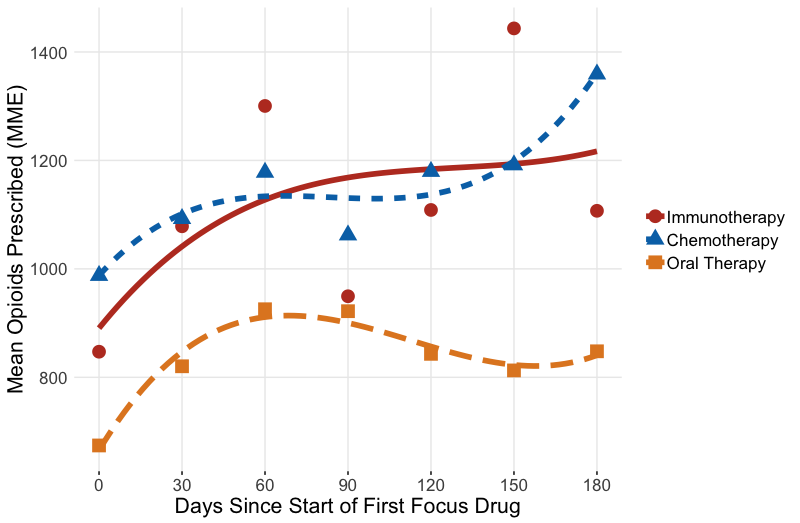 Mean Opioids Prescribed (MME)
1400
1200
1000
800
0 30 60 90 120 150 180
Days Since Start of First Focus Drug
Immunotherapy
Chemotherapy
Oral Therapy